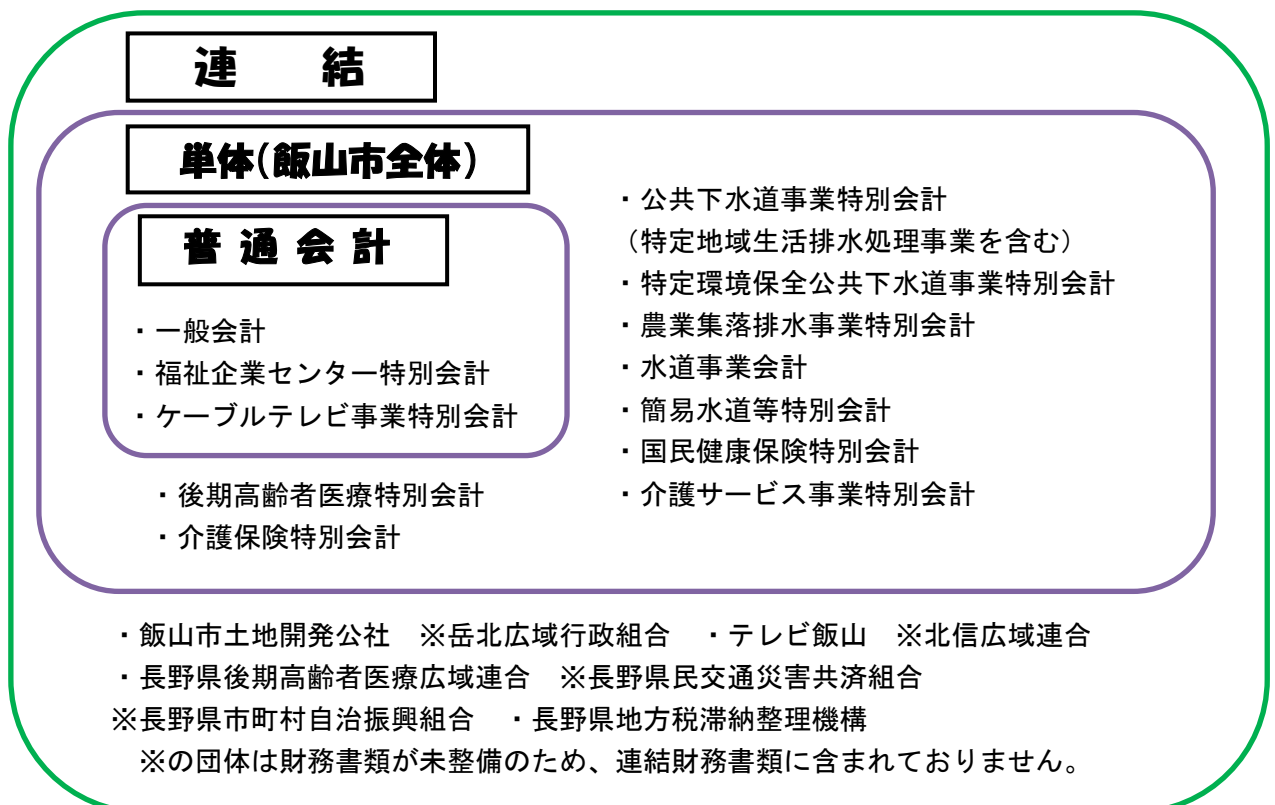 連　結
単体(飯山市全体)
普通会計
・一般会計
・福祉企業センター特別会計
・ケーブルテレビ事業特別会計
・後期高齢者医療特別会計
・介護保険特別会計
・公共下水道事業特別会計
（特定地域生活排水処理事業を含む）
・特定環境保全公共下水道事業特別会計
・農業集落排水事業特別会計
・水道事業会計
・簡易水道等特別会計
・国民健康保険特別会計
・介護サービス事業特別会計
・飯山市土地開発公社　※岳北広域行政組合　・テレビ飯山　※北信広域連合
・長野県後期高齢者医療広域連合　※長野県民交通災害共済組合
※長野県市町村自治振興組合　・長野県地方税滞納整理機構
※の団体は財務書類が未整備のため、連結財務書類に含まれておりません。